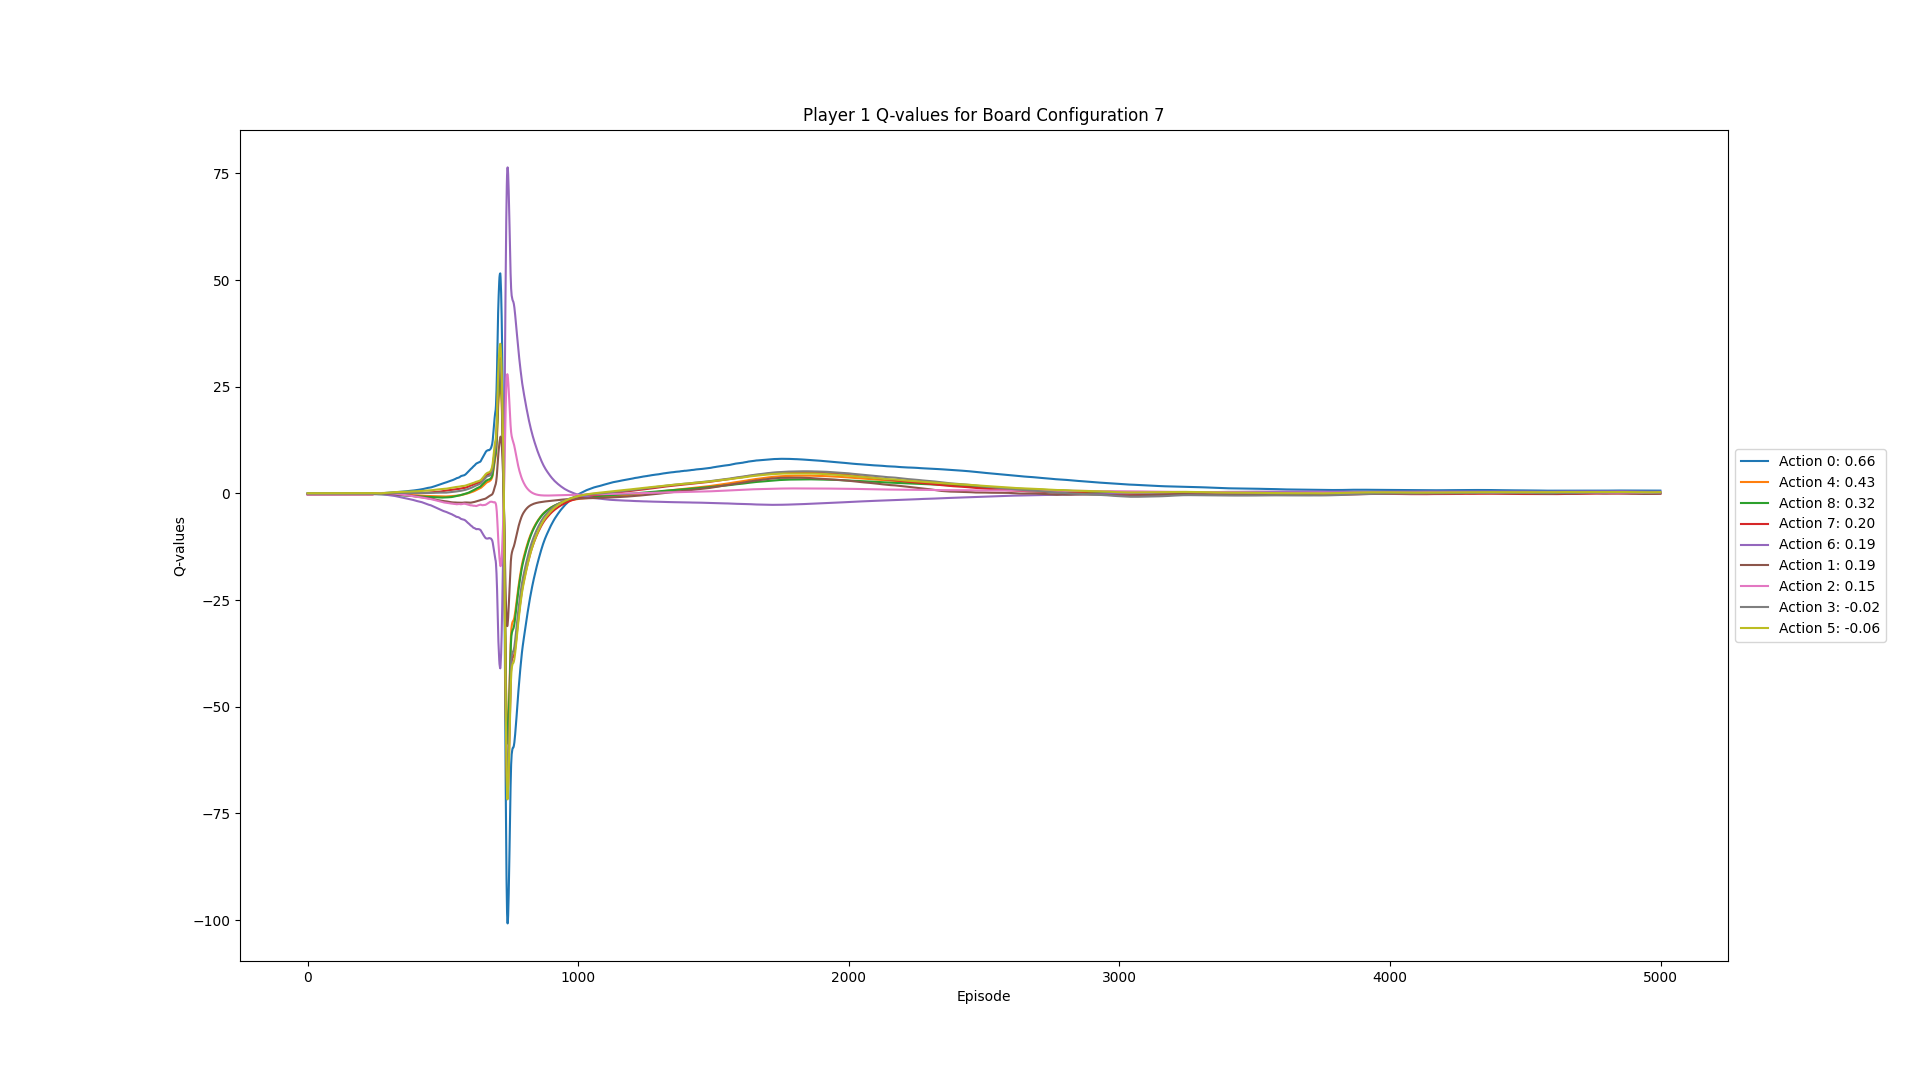 Player 1 Q-values for Board Configuration 7
75
50
25
0
−25
−50
−75
−100
Q-values
0
1000
2000
3000
4000
5000
Episode
Action 0: 0.66
Action 4: 0.43
Action 8: 0.32
Action 7: 0.20
Action 6: 0.19
Action 1: 0.19
Action 2: 0.15
Action 3: -0.02
Action 5: -0.06